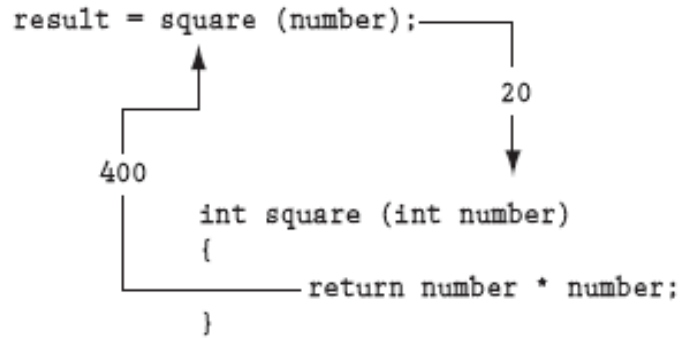 result = square (number);
20
400
int square (int number)
{
return number * number;
}